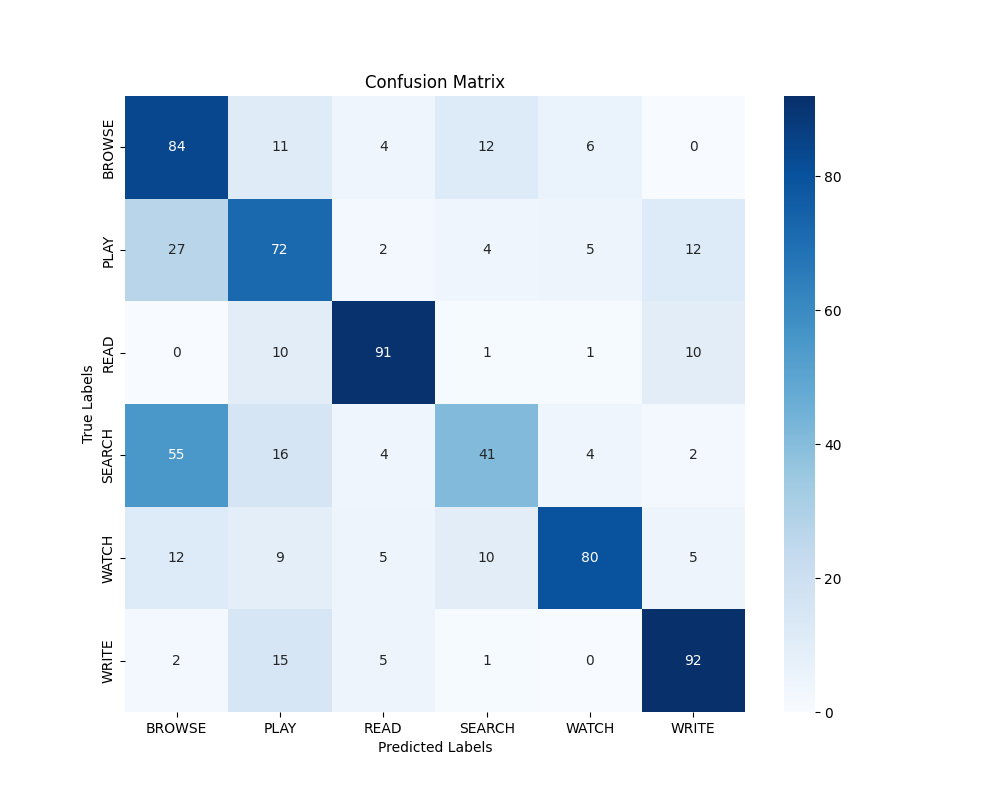 Confusion Matrix
BROWSE 84 11 4 12 6 0
PLAY 27 72 2 4 5 12
READ 0 10 91 1 1 10
SEARCH 55 16 4 41 4 2
WATCH 12 9 5 10 80 5
WRITE 2 15 5 1 0 92
BROWSE PLAY READ SEARCH WATCH WRITE
Predicted Labels
True Labels
80
60
40
20
0